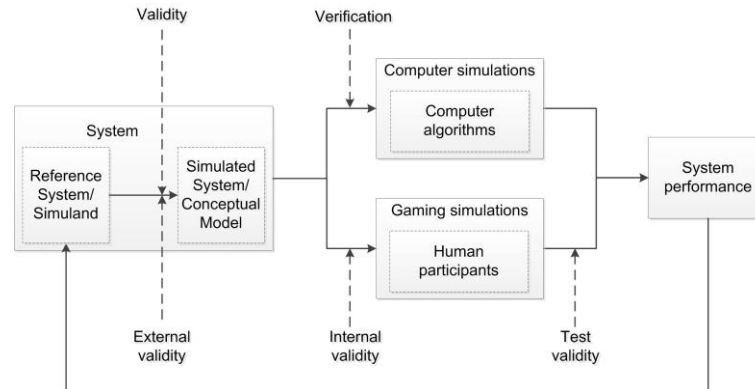 Validity
Verification
Computer simulations
Computer
algorithms
System
Reference
System/
Simuland
Simulated
System/
Conceptual
Model
System
performance
Gaming simulations
Human
participants
External
validity
Internal
validity
Test
validity